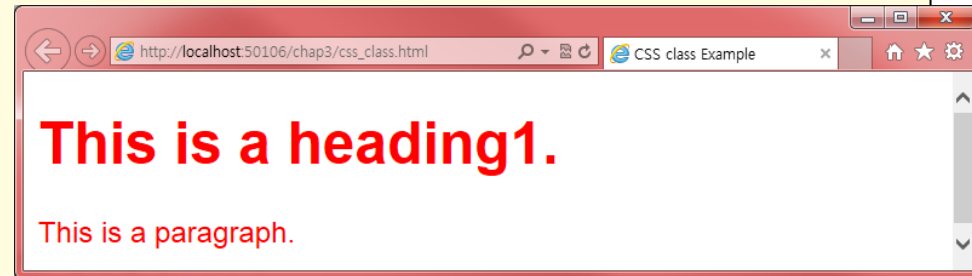 http://localhost:50106/chap3/css_class.html
CSS class Example
This is a heading1.
This is a paragraph.